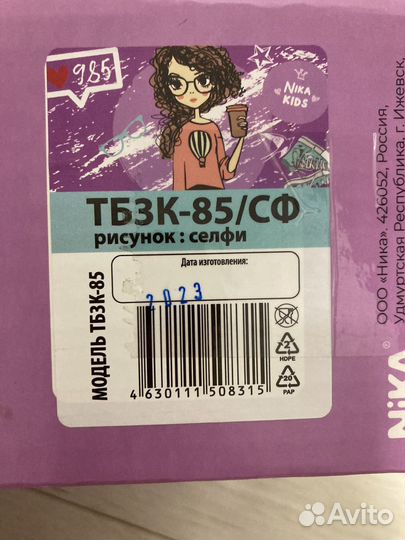 985
NIKA
KIDS
ТБЗК-85/СФ
рисунок : селфи
Дата изготовления:
2023
МОДЕЛЬ ТБЗК-85
2
HDPE
20
PAP
4 630111 508315
ООО «Ника». 426052, Россия,
Удмуртская Республика, г. Ижевск,
NiKA®
Avito